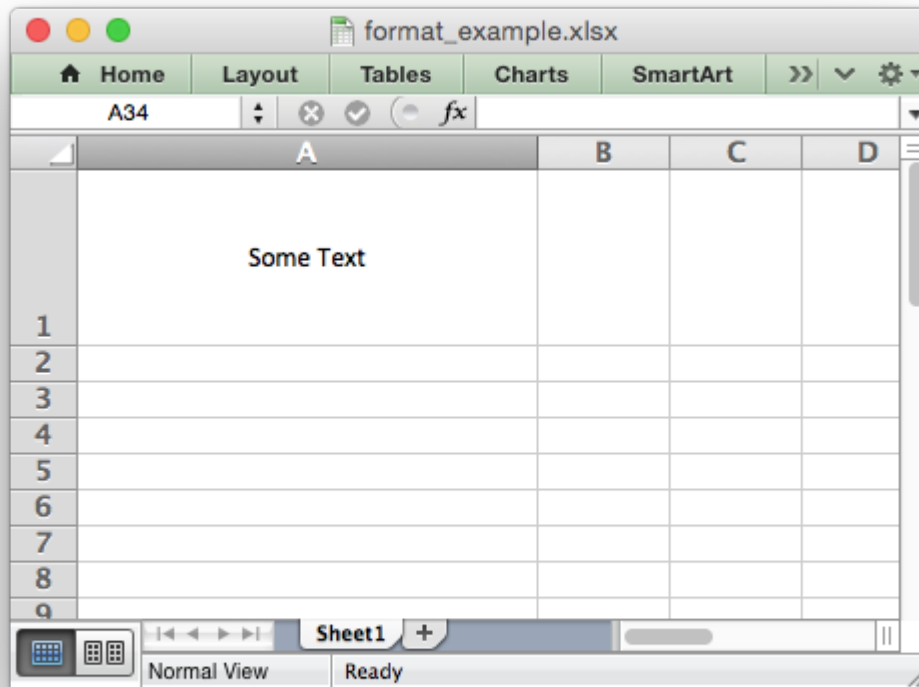 format_example.xlsx
Home Layout Tables Charts SmartArt
A34 fx
A B C D
Some Text
1
2
3
4
5
6
7
8
9
Sheet1 +
Normal View Ready